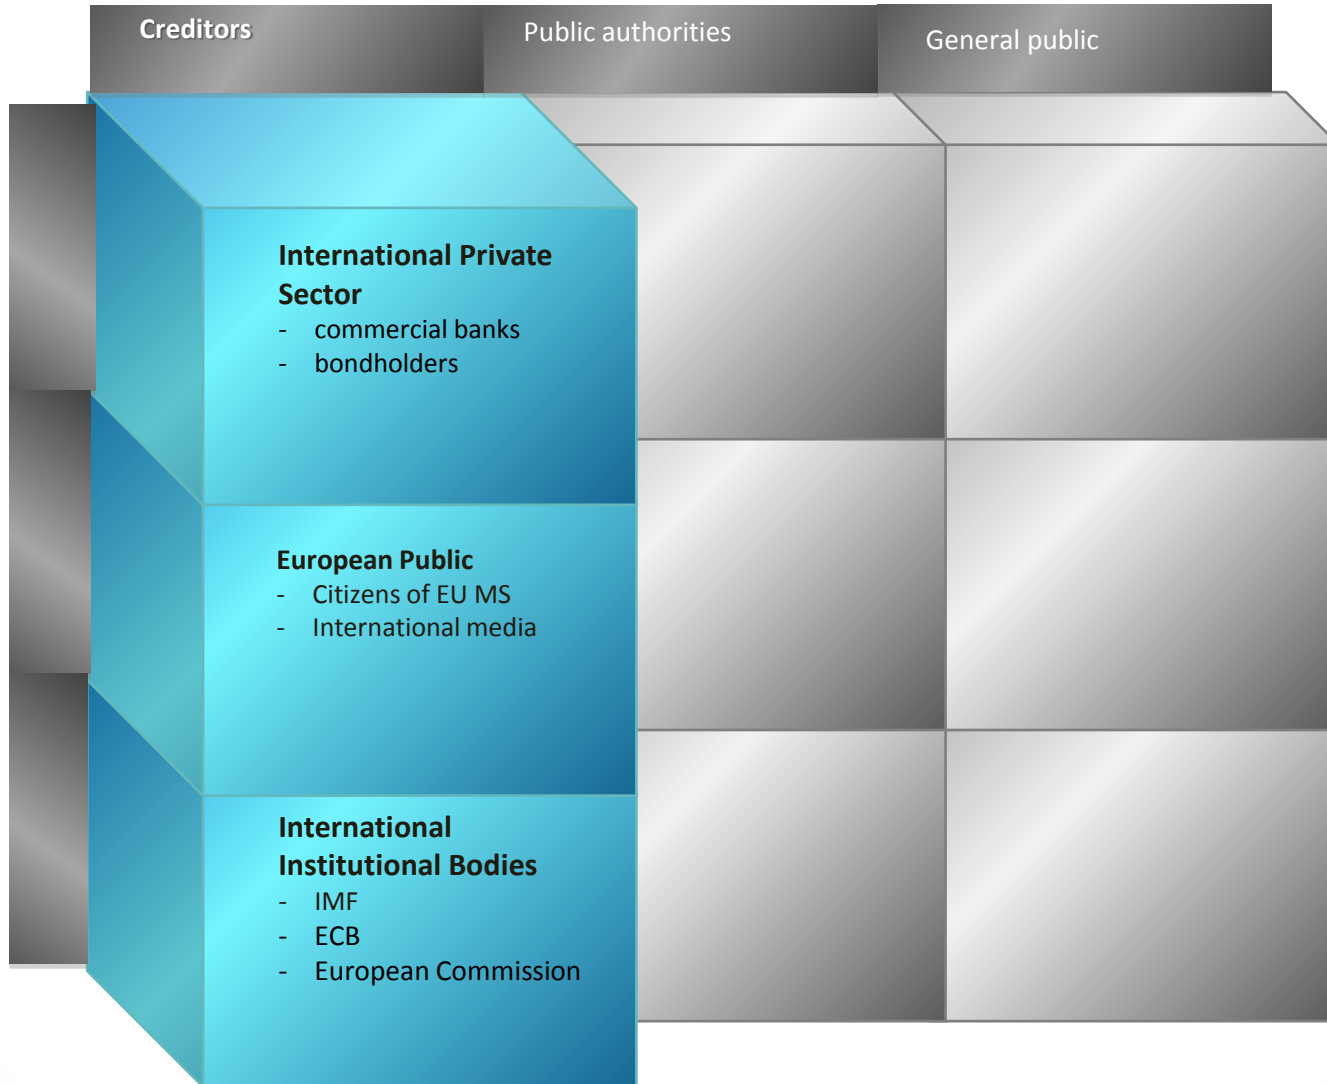 Creditors
Public authorities
General public
International Private
Sector
- commercial banks
- bondholders
European Public
- Citizens of EU MS
- International media
International
Institutional Bodies
- IMF
- ECB
- European Commission